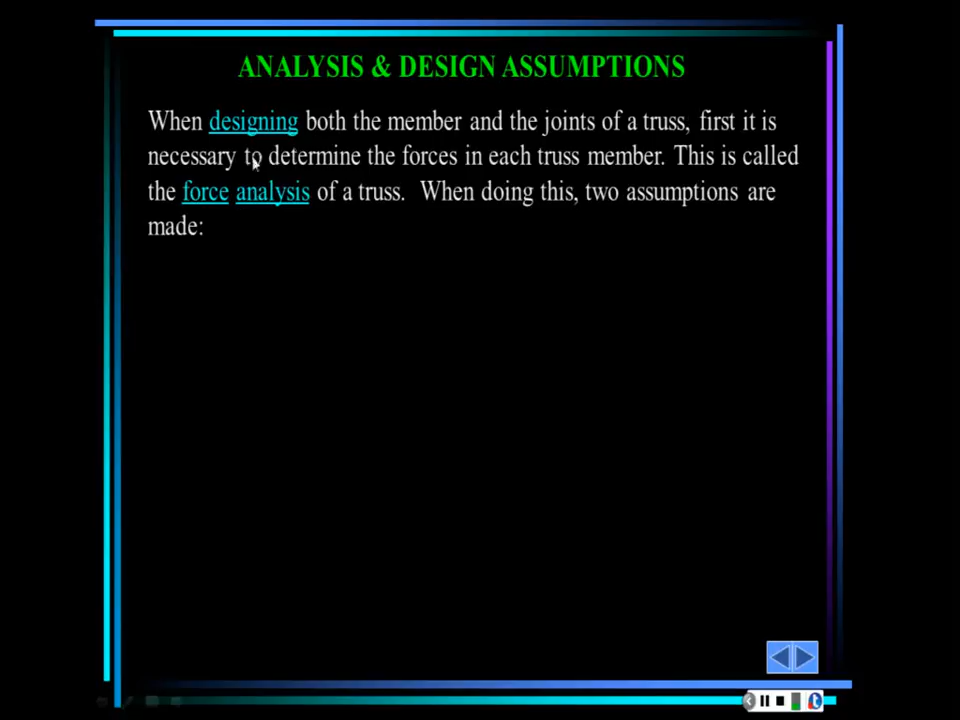 ANALYSIS & DESIGN ASSUMPTIONS
When designing both the member and the joints of a truss, first it is
necessary to determine the forces in each truss member. This is called
the force analysis of a truss. When doing this, two assumptions are
made: